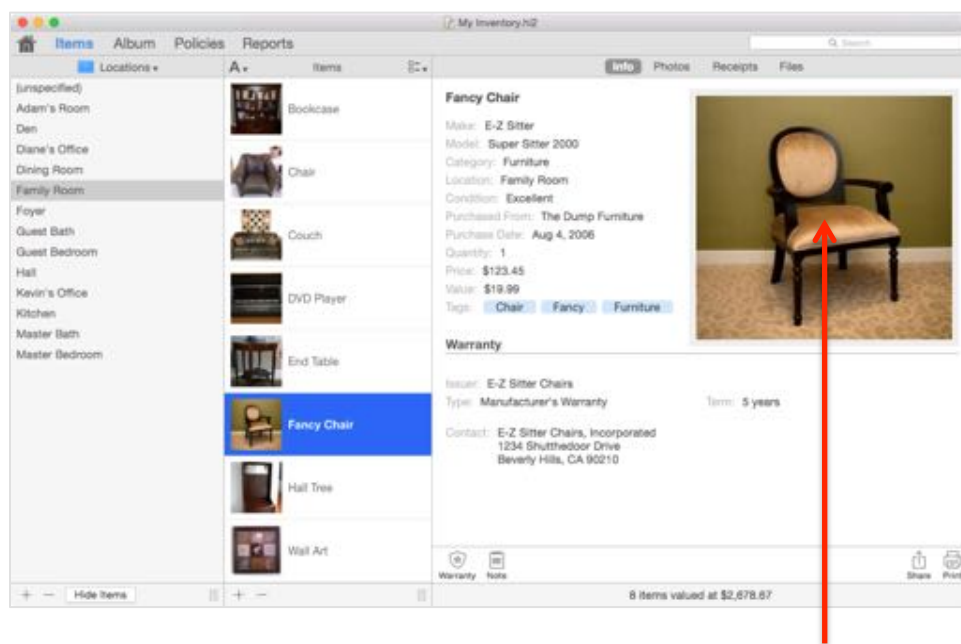 My Inventory.hi2
Items Album Policies Reports
Search
Locations
A Items
Info Photos Receipts Files
(unspecified)
Adam's Room
Den
Diane's Office
Dining Room
Family Room
Foyer
Guest Bath
Guest Bedroom
Hall
Kevin's Office
Kitchen
Master Bath
Master Bedroom
Bookcase
Chair
Couch
DVD Player
End Table
Fancy Chair
Hall Tree
Wall Art
Fancy Chair
Make: E-Z Sitter
Model: Super Sitter 2000
Category: Furniture
Location: Family Room
Condition: Excellent
Purchased From: The Dump Furniture
Purchase Date: Aug 4, 2006
Quantity: 1
Price: $123.45
Value: $19.99
Tags: Chair Fancy Furniture
Warranty
Issuer: E-Z Sitter Chairs
Type: Manufacturer's Warranty Term: 5 years
Contact: E-Z Sitter Chairs, Incorporated
1234 Shutthedoor Drive
Beverly Hills, CA 90210
Warranty Note Share Print
+ − Hide Items + −
8 items valued at $2,678.67